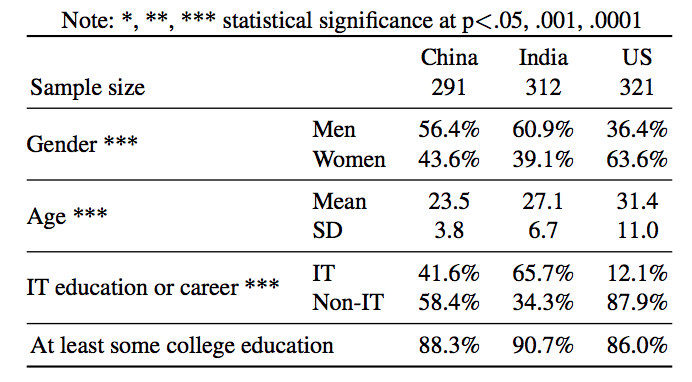 Note: *, **, *** statistical significance at p<.05, .001, .0001
China India US
Sample size 291 312 321
Gender *** Men 56.4% 60.9% 36.4%
Women 43.6% 39.1% 63.6%
Age *** Mean 23.5 27.1 31.4
SD 3.8 6.7 11.0
IT education or career *** IT 41.6% 65.7% 12.1%
Non-IT 58.4% 34.3% 87.9%
At least some college education 88.3% 90.7% 86.0%